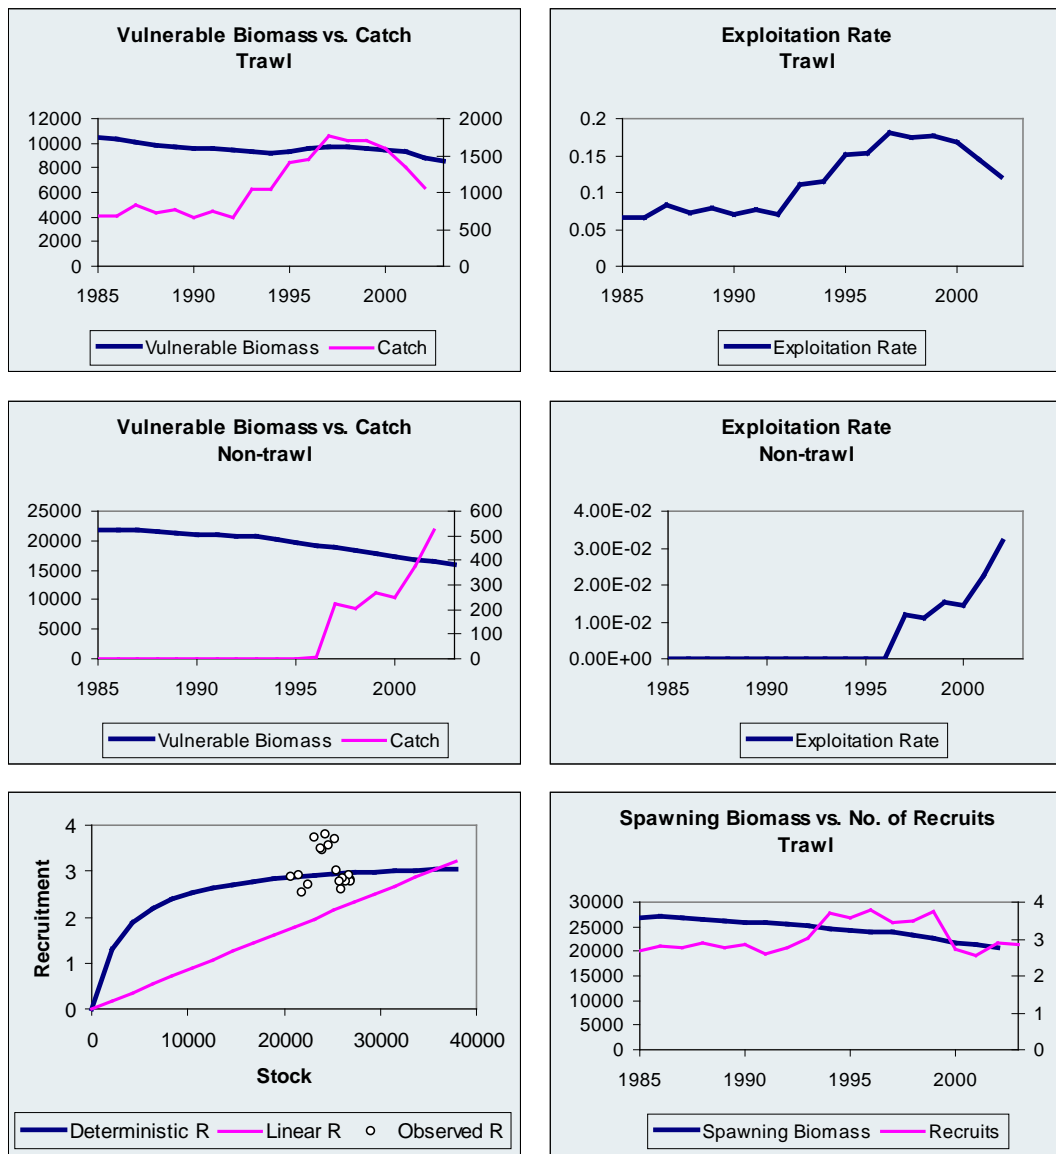 Vulnerable Biomass vs. Catch
Trawl
12000
10000
8000
6000
4000
2000
0
2000
1500
1000
500
0
1985 1990 1995 2000
Vulnerable Biomass Catch
Exploitation Rate
Trawl
0.2
0.15
0.1
0.05
0
1985 1990 1995 2000
Exploitation Rate
Vulnerable Biomass vs. Catch
Non-trawl
25000
20000
15000
10000
5000
0
600
500
400
300
200
100
0
1985 1990 1995 2000
Vulnerable Biomass Catch
Exploitation Rate
Non-trawl
4.00E-02
3.00E-02
2.00E-02
1.00E-02
0.00E+00
1985 1990 1995 2000
Exploitation Rate
Recruitment
4
3
2
1
0
0 10000 20000 30000 40000
Stock
Deterministic R Linear R Observed R
Spawning Biomass vs. No. of Recruits
Trawl
30000
25000
20000
15000
10000
5000
0
4
3
2
1
0
1985 1990 1995 2000
Spawning Biomass Recruits